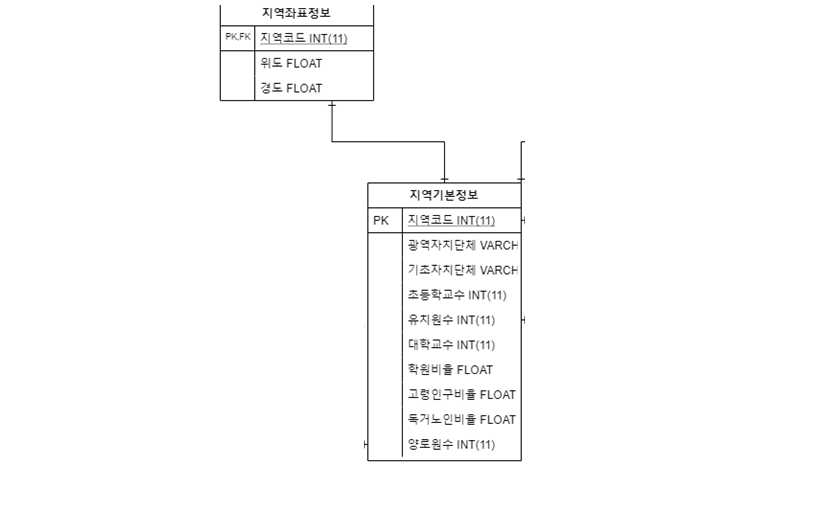 지역좌표정보
PK,FK 지역코드 INT(11)
위도 FLOAT
경도 FLOAT
지역기본정보
PK 지역코드 INT(11)
광역자치단체 VARCH
기초자치단체 VARCH
초등학교수 INT(11)
유치원수 INT(11)
대학교수 INT(11)
학원비율 FLOAT
고령인구비율 FLOAT
독거노인비율 FLOAT
양로원수 INT(11)